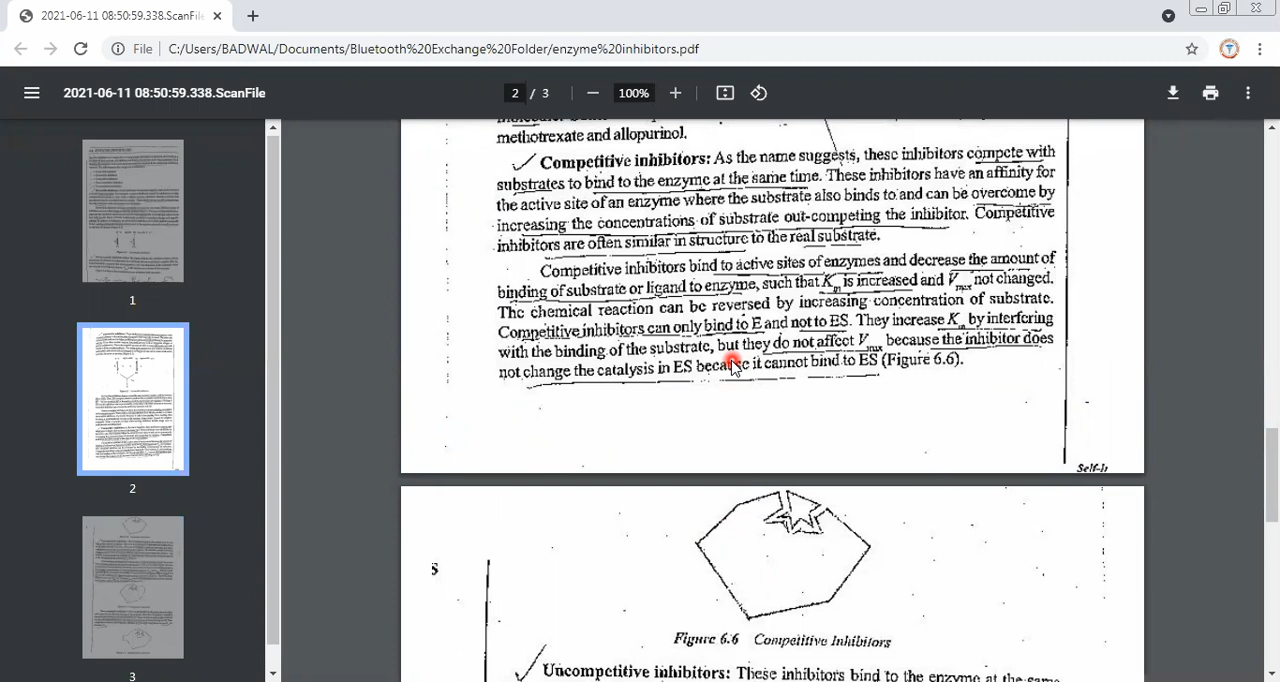 2021-06-11 08:50:59.338.ScanFil
File C:/Users/BADWAL/Documents/Bluetooth%20Exchange%20Folder/enzyme%20inhibitors.pdf
2021-06-11 08:50:59.338.ScanFile
2 / 3
100%
1
2
3
methotrexate and allopurinol.
Competitive inhibitors: As the name suggests, these inhibitors compete with
substrates to bind to the enzyme at the same time. These inhibitors have an affinity for
the active site of an enzyme where the substrate also binds to and can be overcome by
increasing the concentrations of substrate out-competing the inhibitor. Competitive
inhibitors are often similar in structure to the real substrate.
Competitive inhibitors bind to active sites of enzymes and decrease the amount of
binding of substrate or ligand to enzyme, such that Km is increased and Vmax not changed.
The chemical reaction can be reversed by increasing concentration of substrate.
Competitive inhibitors can only bind to E and not to ES. They increase Km by interfering
with the banding of the substrate, but they do not affect Vmax because the inhibitor does
not change the catalysis in ES because it cannot bind to ES (Figure 6.6).
Self-In
s
Figure 6.6 Competitive Inhibitors
Uncompetitive inhibitors: These inhibitors bind to the enzyme at the same